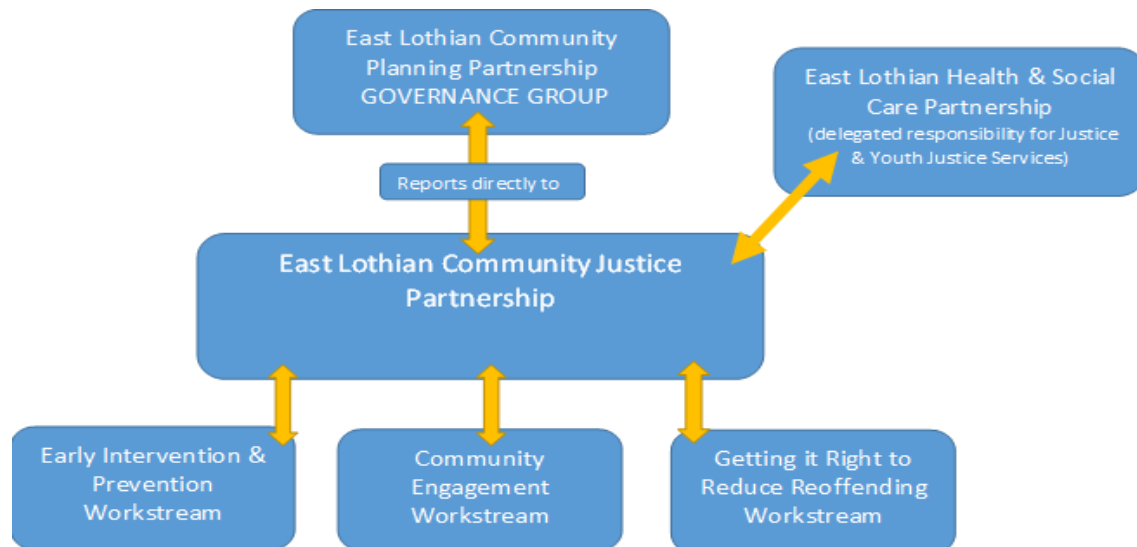 East Lothian Community
Planning Partnership
GOVERNANCE GROUP
East Lothian Health & Social
Care Partnership
(delegated responsibility for Justice
& Youth Justice Services)
Reports directly to
East Lothian Community Justice
Partnership
Early Intervention &
Prevention
Workstream
Community
Engagement
Workstream
Getting it Right to
Reduce Reoffending
Workstream